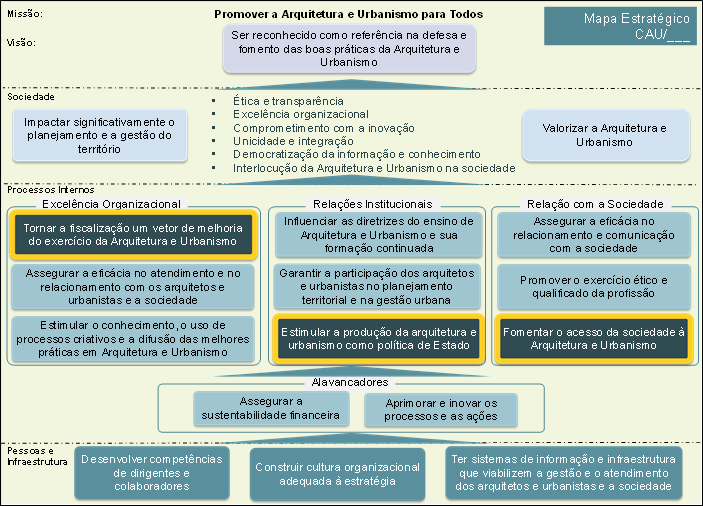 Missão:
Promover a Arquitetura e Urbanismo para Todos
Mapa Estratégico
CAU/___
Visão:
Ser reconhecido como referência na defesa e
fomento das boas práticas da Arquitetura e
Urbanismo
Sociedade
Impactar significativamente o
planejamento e a gestão do
território
• Ética e transparência
• Excelência organizacional
• Comprometimento com a inovação
• Unicidade e integração
• Democratização da informação e conhecimento
• Interlocução da Arquitetura e Urbanismo na sociedade
Valorizar a Arquitetura e
Urbanismo
Processos Internos
Excelência Organizacional
Tornar a fiscalização um vetor de melhoria
do exercício da Arquitetura e Urbanismo
Assegurar a eficácia no atendimento e no
relacionamento com os arquitetos e
urbanistas e a sociedade
Estimular o conhecimento, o uso de
processos criativos e a difusão das melhores
práticas em Arquitetura e Urbanismo
Relações Institucionais
Influenciar as diretrizes do ensino de
Arquitetura e Urbanismo e sua
formação continuada
Garantir a participação dos arquitetos
e urbanistas no planejamento
territorial e na gestão urbana
Estimular a produção da arquitetura e
urbanismo como política de Estado
Relação com a Sociedade
Assegurar a eficácia no
relacionamento e comunicação
com a sociedade
Promover o exercício ético e
qualificado da profissão
Fomentar o acesso da sociedade à
Arquitetura e Urbanismo
Alavancadores
Assegurar a
sustentabilidade financeira
Aprimorar e inovar os
processos e as ações
Pessoas e
Infraestrutura
Desenvolver competências
de dirigentes e
colaboradores
Construir cultura organizacional
adequada à estratégia
Ter sistemas de informação e infraestrutura
que viabilizem a gestão e o atendimento
dos arquitetos e urbanistas e a sociedade